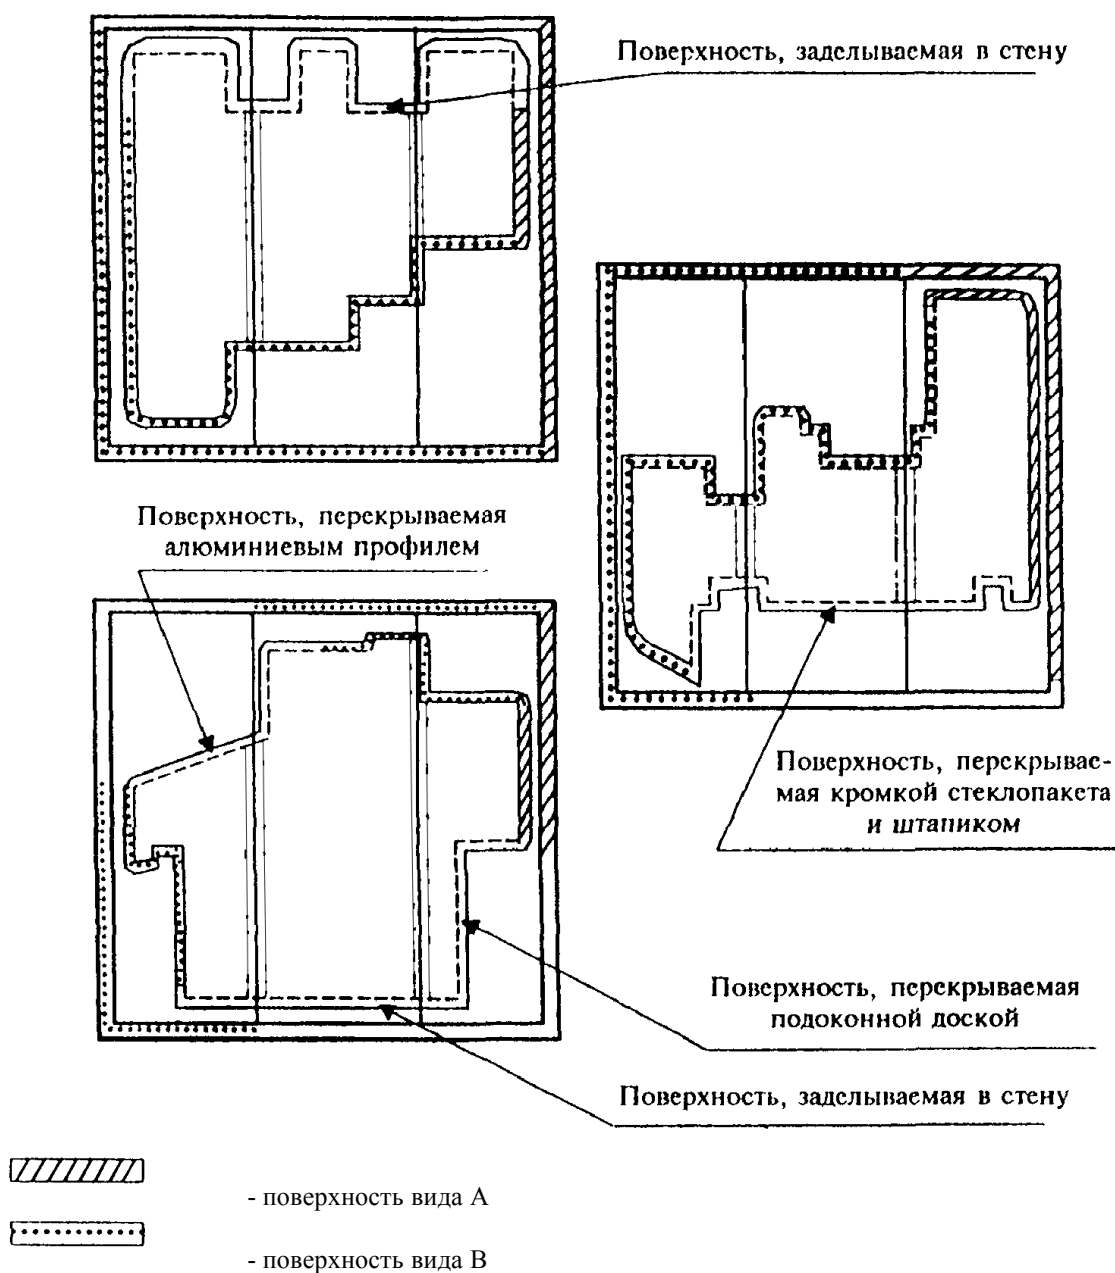 Поверхность, заделываемая в стену
Поверхность, перекрываемая
алюминиевым профилем
Поверхность, перекрывае-
мая кромкой стеклопакета
и штапиком
Поверхность, перекрываемая
подоконной доской
Поверхность, заделываемая в стену
- поверхность вида А
- поверхность вида В